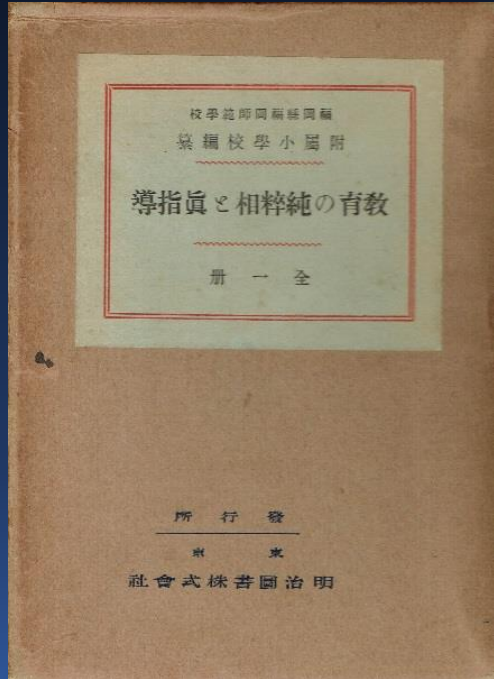 福岡縣福岡師範學校
附屬小學校編纂
教育の純粹相と眞指導
全一册
發行所
東京
明治圖書株式會社